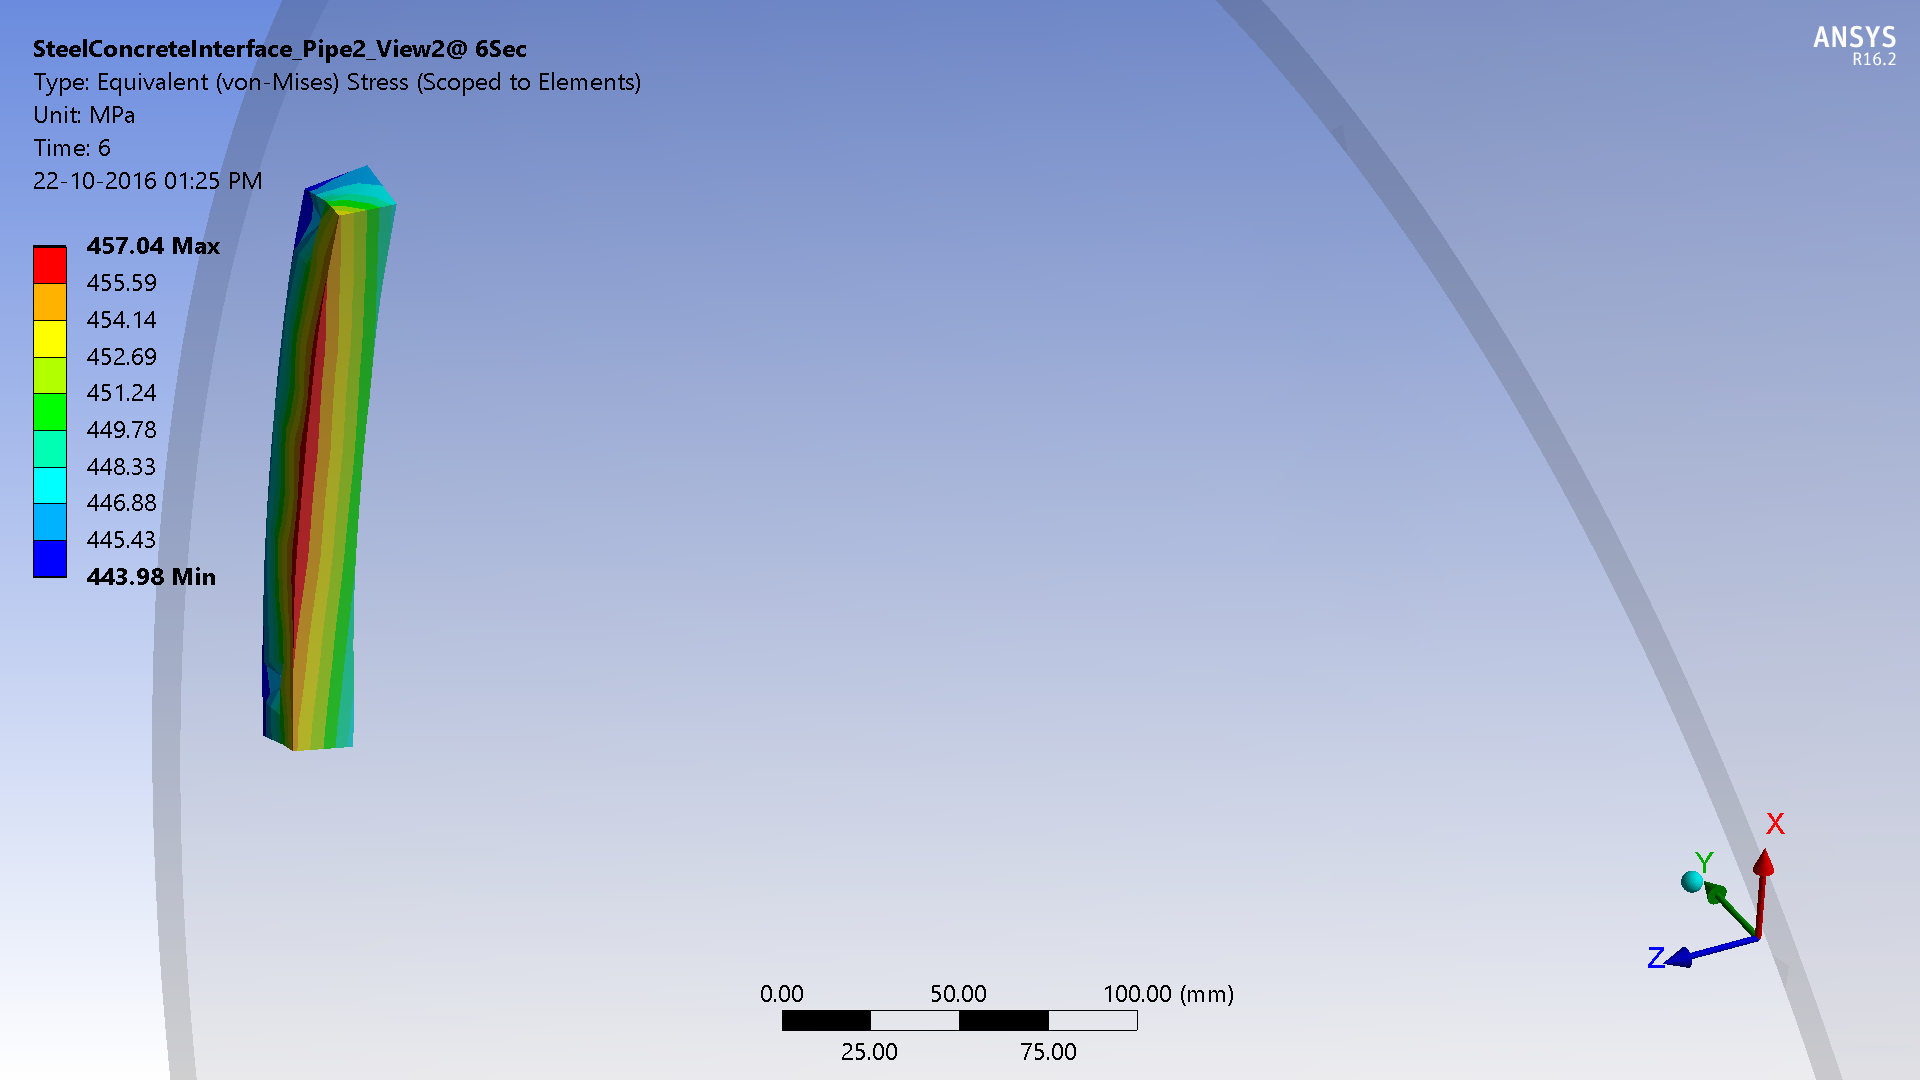 SteelConcreteInterface_Pipe2_View2@ 6Sec
Type: Equivalent (von-Mises) Stress (Scoped to Elements)
Unit: MPa
Time: 6
22-10-2016 01:25 PM
ANSYS
R16.2
457.04 Max
455.59
454.14
452.69
451.24
449.78
448.33
446.88
445.43
443.98 Min
X
Y
Z
0.00 50.00 100.00 (mm)
25.00 75.00